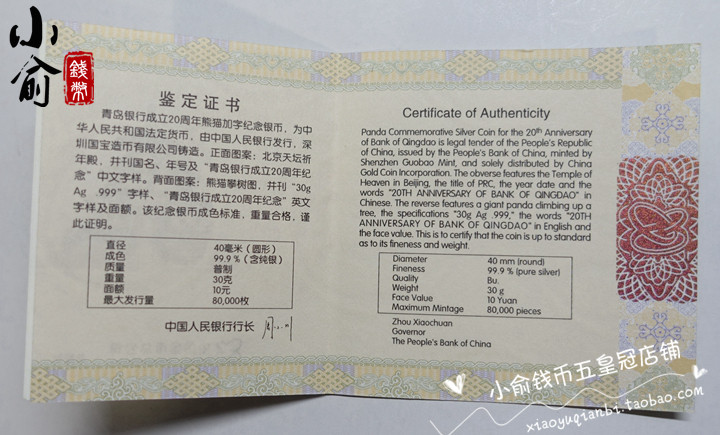 小
俞
錢
幣
鉴定证书
青岛银行成立20周年熊猫加字纪念银币，为中
华人民共和国法定货币，由中国人民银行发行，深
圳国宝造币有限公司铸造。正面图案：北京天坛祈
年殿，并刊国名、年号及“青岛银行成立20周年纪
念”中文字样。背面图案：熊猫攀树图，并刊“30g
Ag .999”字样、“青岛银行成立20周年纪念”英文
字样及面额。该纪念银币成色标准，重量合格，谨
此证明。
直径 40毫米（圆形）
成色 99.9％（含纯银）
质量 普制
重量 30克
面额 10元
最大发行量 80,000枚
中国人民银行行长
Certificate of Authenticity
Panda Commemorative Silver Coin for the 20th Anniversary
of Bank of Qingdao is legal tender of the People's Republic
of China, issued by the People's Bank of China, minted by
Shenzhen Guobao Mint, and solely distributed by China
Gold Coin Incorporation. The obverse features the Temple of
Heaven in Beijing, the title of PRC, the year date and the
words "20TH ANNIVERSARY OF BANK OF QINGDAO" in
Chinese. The reverse features a giant panda climbing up a
tree, the specifications "30g Ag .999," the words "20TH
ANNIVERSARY OF BANK OF QINGDAO" in English and
the face value. This is to certify that the coin is up to standard
as to its fineness and weight.
Diameter 40 mm (round)
Fineness 99.9 % (pure silver)
Quality Bu.
Weight 30 g
Face Value 10 Yuan
Maximum Mintage 80,000 pieces
Zhou Xiaochuan
Governor
The People's Bank of China
小俞钱币五皇冠店铺
xiaoyuqianbi.taobao.com